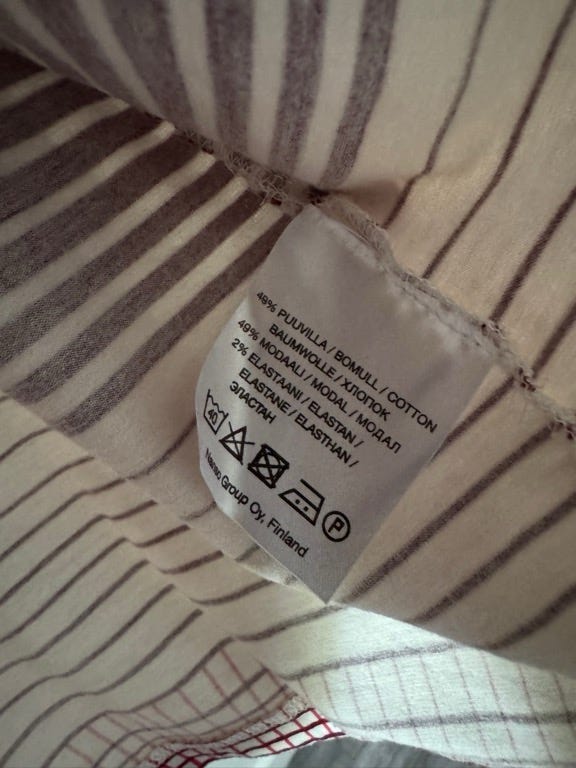 49% PUUVILLA / BOMULL / COTTON
BAUMWOLLE / ХЛОПОК
49% MODAALI / MODAL / МОДАЛ
2% ELASTAANI / ELASTAN /
ELASTANE / ELASTHAN /
ЭЛАСТАН
40 P
Nanso Group Oy, Finland